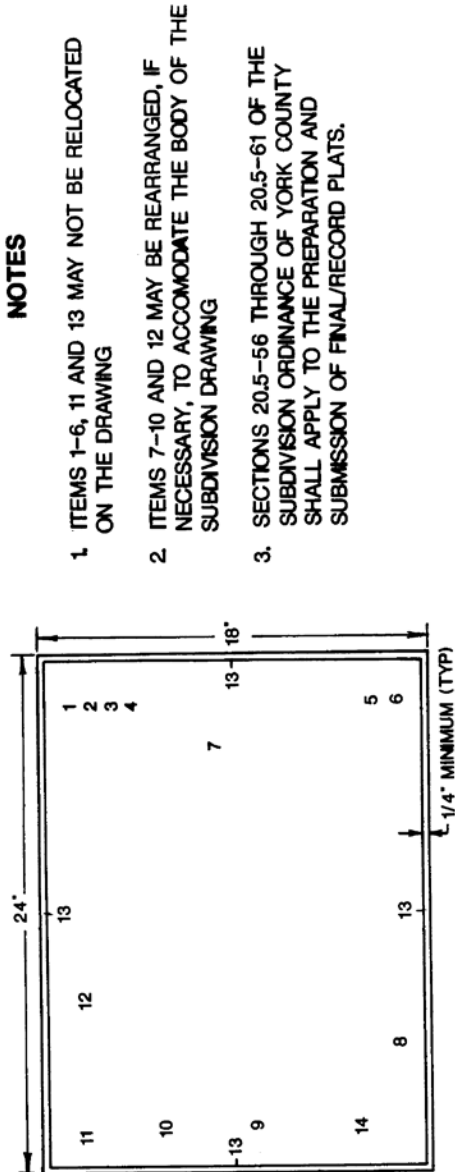 24"
13
11
12
1
2
3
4
10
7
13
13
18"
9
14
8
13
5
6
1/4" MINIMUM (TYP)
NOTES
1. ITEMS 1-6, 11 AND 13 MAY NOT BE RELOCATED
ON THE DRAWING
2 ITEMS 7-10 AND 12 MAY BE REARRANGED, IF
NECESSARY, TO ACCOMODATE THE BODY OF THE
SUBDIVISION DRAWING
3. SECTIONS 20.5-56 THROUGH 20.5-61 OF THE
SUBDIVISION ORDINANCE OF YORK COUNTY
SHALL APPLY TO THE PREPARATION AND
SUBMISSION OF FINAL/RECORD PLATS.